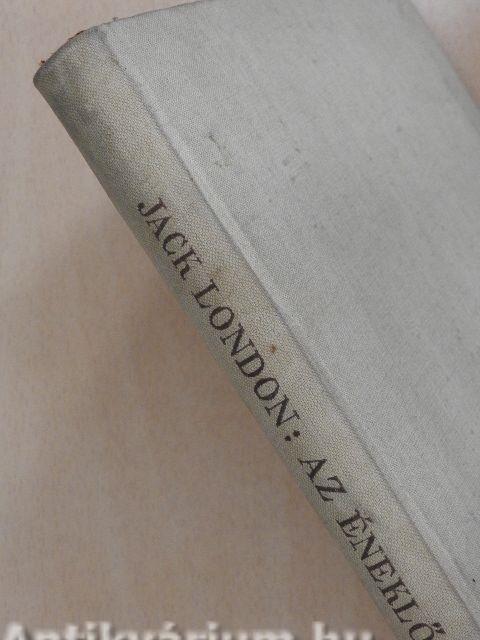 JACK LONDON: AZ ÉNEKLŐ
Antikvárium.hu